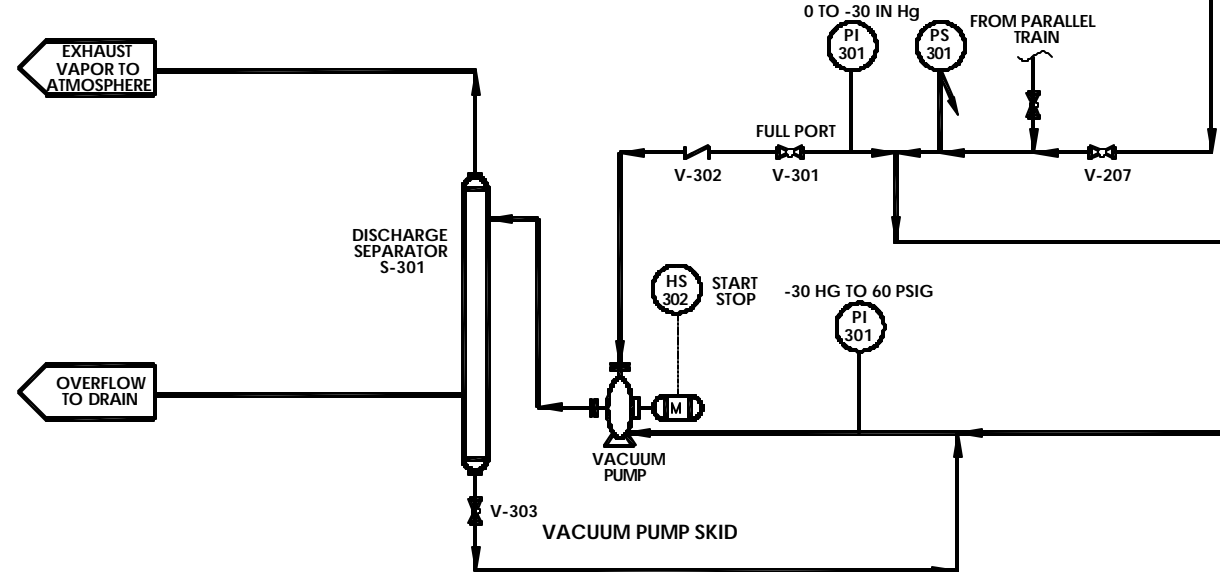 0 TO -30 IN Hg
PI
301
PS
301
FROM PARALLEL
TRAIN
EXHAUST
VAPOR TO
ATMOSPHERE
FULL PORT
V-302
V-301
V-207
DISCHARGE
SEPARATOR
S-301
HS
302
START
STOP
-30 HG TO 60 PSIG
PI
301
OVERFLOW
TO DRAIN
M
VACUUM
PUMP
V-303
VACUUM PUMP SKID